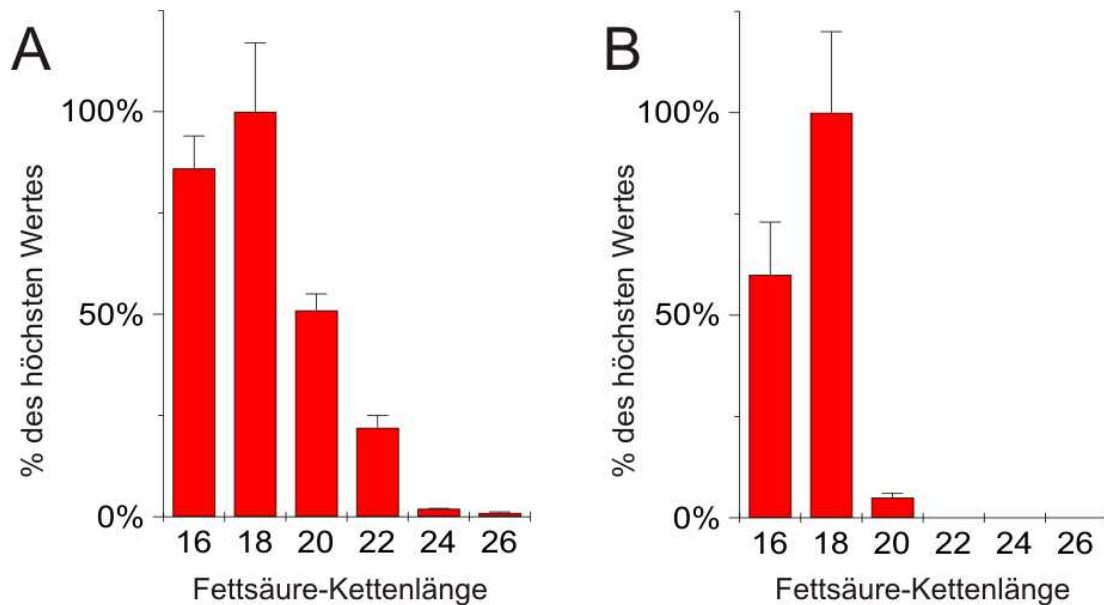 A
% des höchsten Wertes
100%
50%
0%
16 18 20 22 24 26
Fettsäure-Kettenlänge
B
% des höchsten Wertes
100%
50%
0%
16 18 20 22 24 26
Fettsäure-Kettenlänge